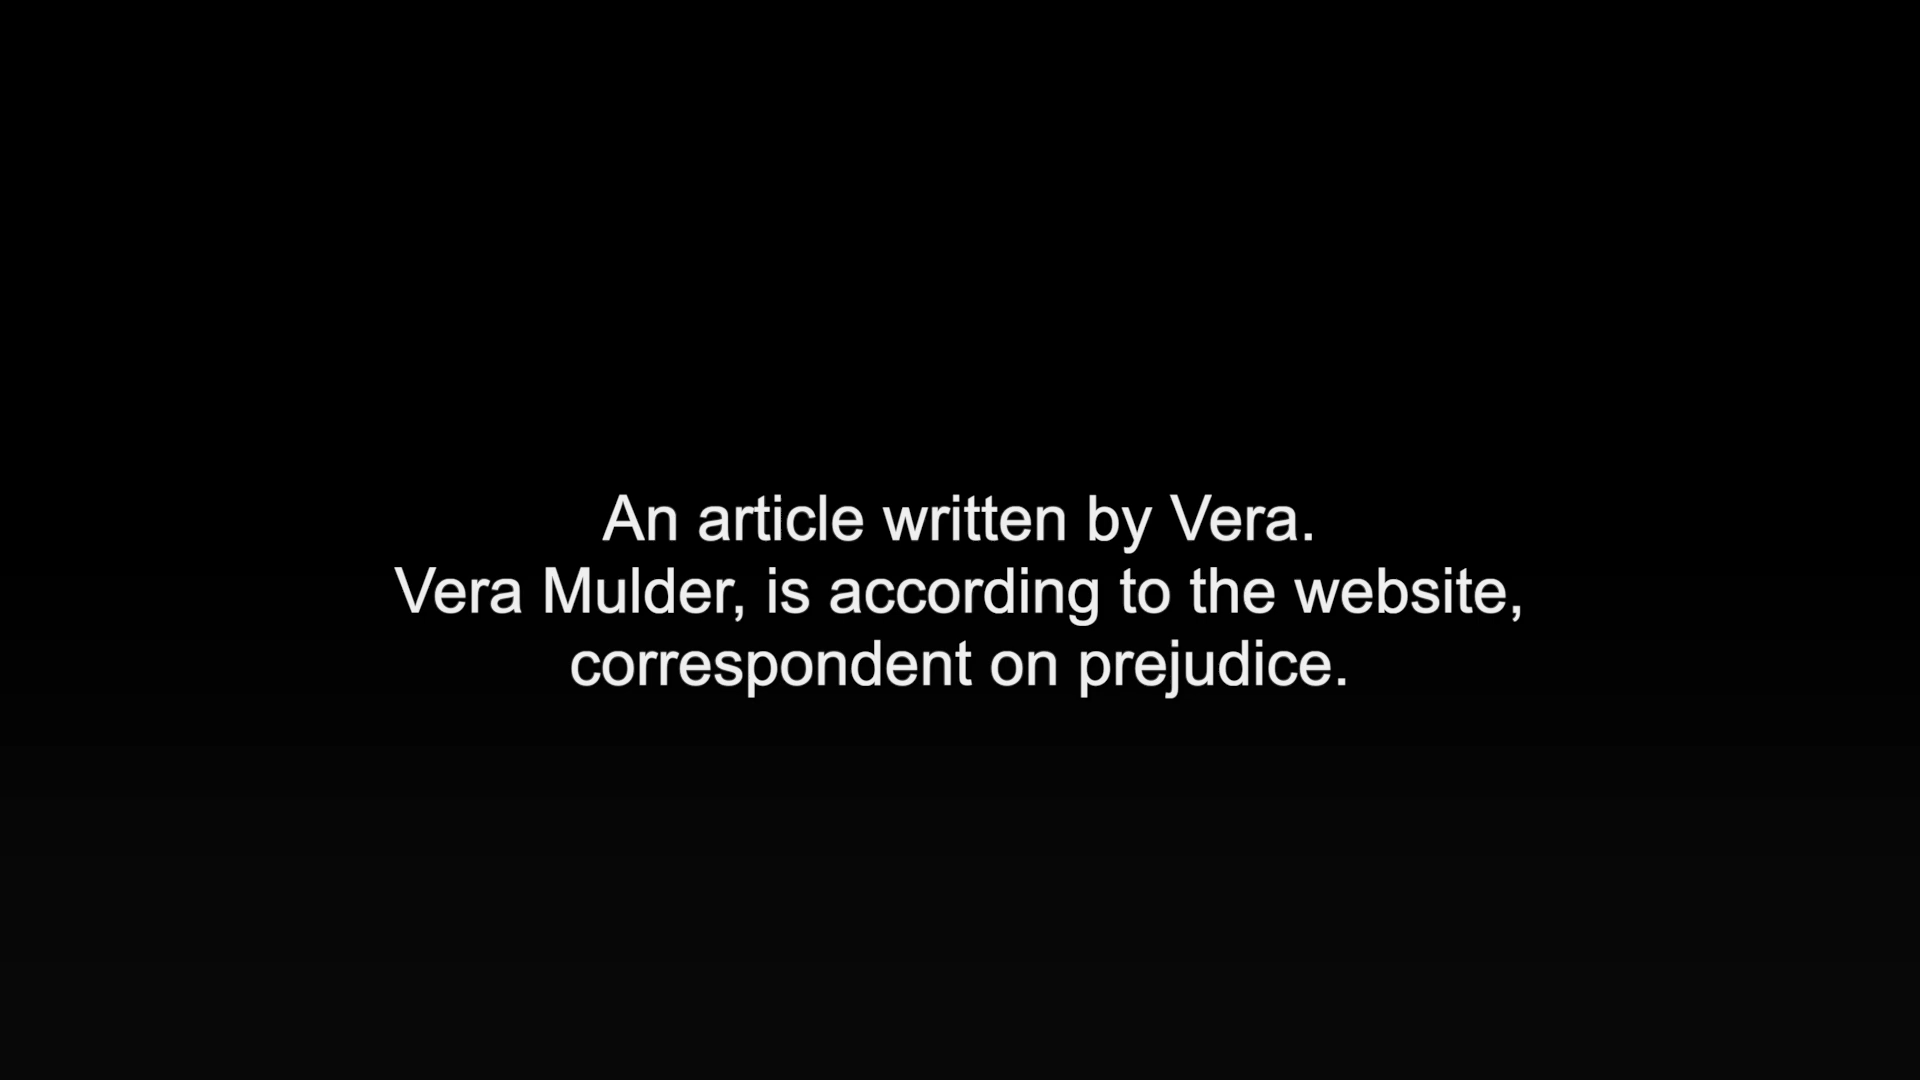 An article written by Vera.
Vera Mulder, is according to the website,
correspondent on prejudice.